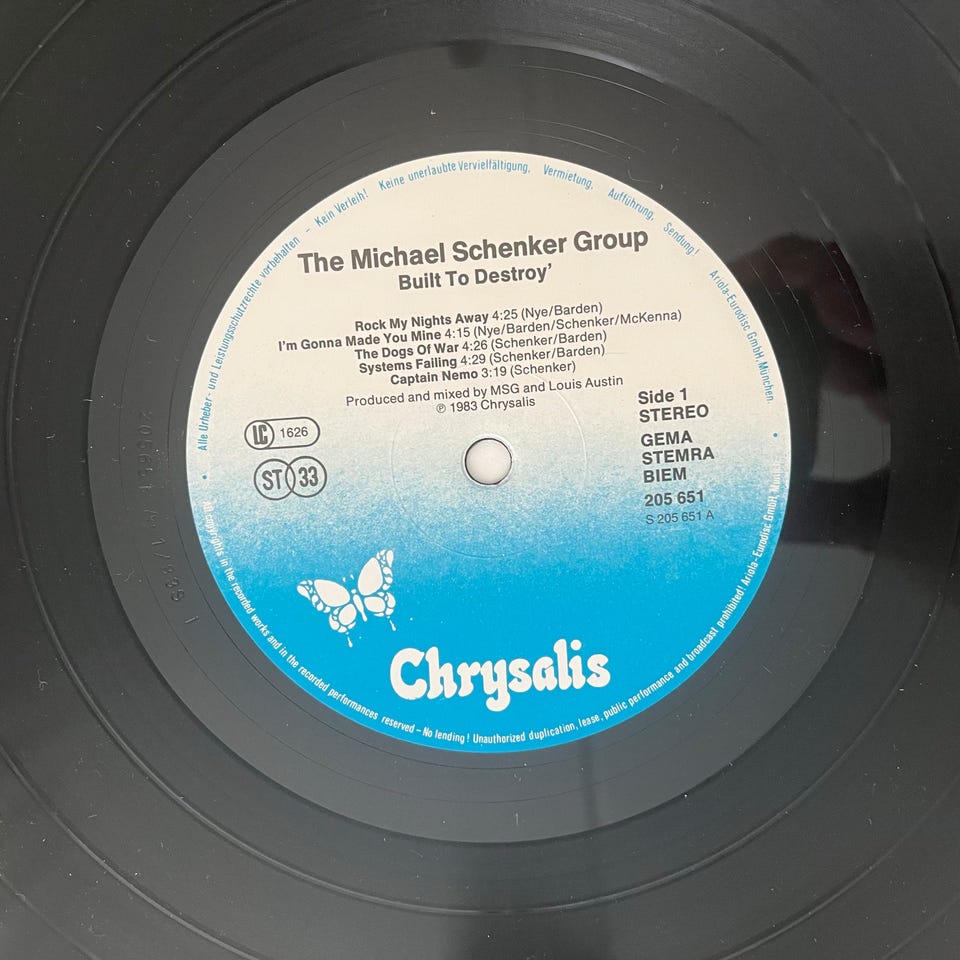 Alle Urheber- und Leistungsschutzrechte vorbehalten - Kein Verleih! Keine unerlaubte Vervielfältigung, Vermietung, Aufführung, Sendung!
Ariola-Eurodisc GmbH, München.
The Michael Schenker Group
Built To Destroy'
Rock My Nights Away 4:25 (Nye/Barden)
I'm Gonna Made You Mine 4:15 (Nye/Barden/Schenker/McKenna)
The Dogs Of War 4:26 (Schenker/Barden)
Systems Failing 4:29 (Schenker/Barden)
Captain Nemo 3:19 (Schenker)
Produced and mixed by MSG and Louis Austin
℗ 1983 Chrysalis
Side 1
STEREO
GEMA
STEMRA
BIEM
205 651
S 205 651 A
LC 1626
ST 33
Chrysalis
in the recorded works and in the recorded performances reserved - No lending! Unauthorized duplication, lease, public performance and broadcast prohibited! Ariola-Eurodisc GmbH,